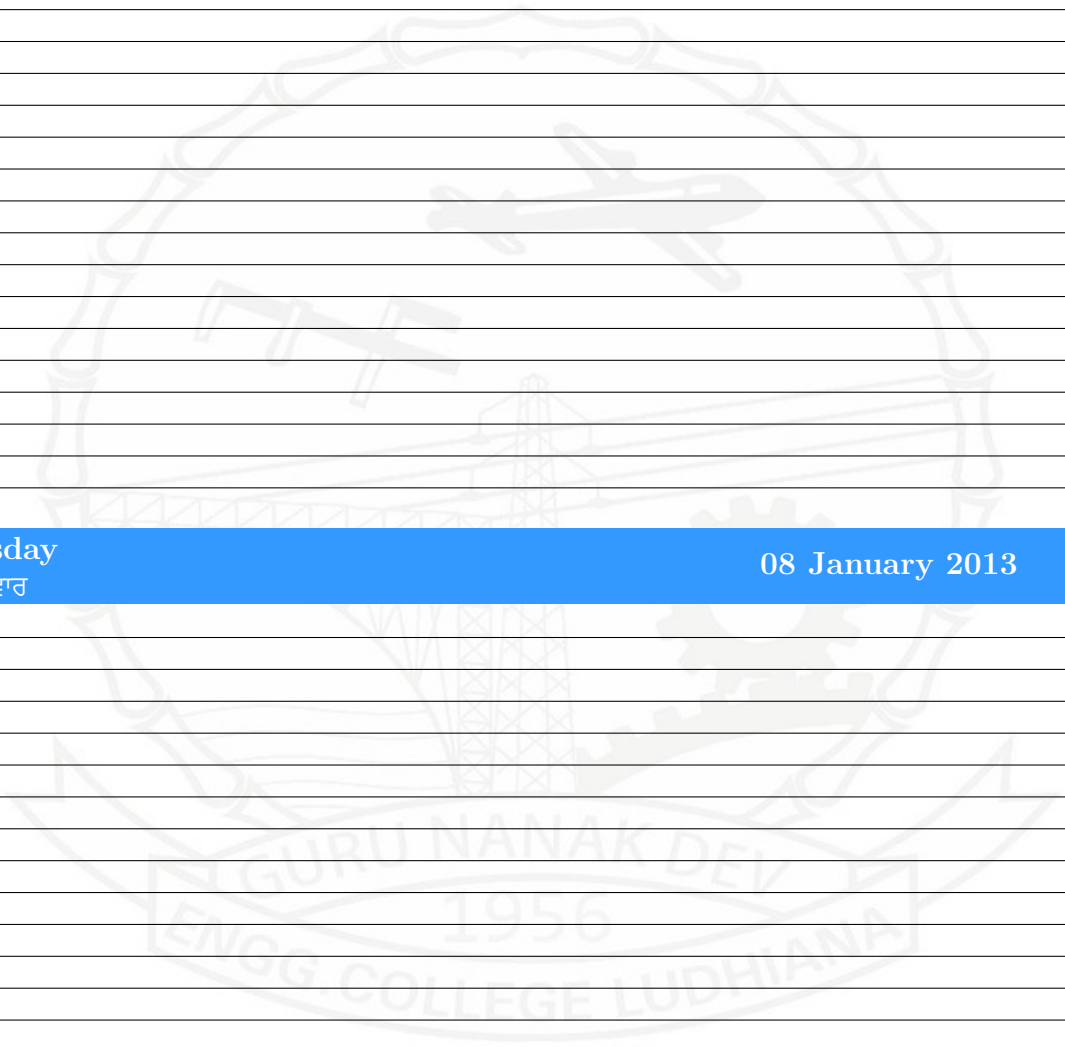 sday
08 January 2013
ਵਾਰ
GURU NANAK DEV
1956
ENGG. COLLEGE LUDHIANA